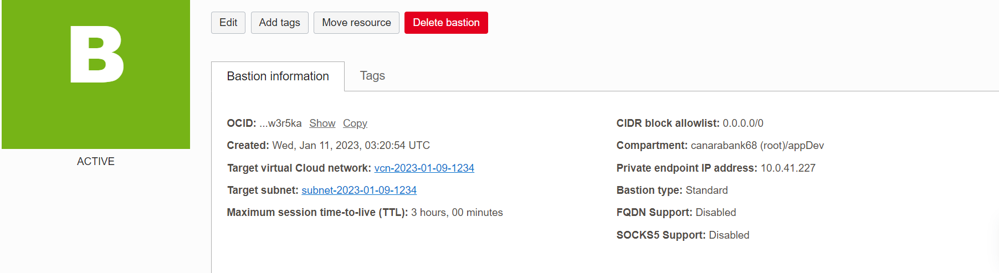 B
ACTIVE
Edit Add tags Move resource Delete bastion
Bastion information Tags
OCID: ...w3r5ka Show Copy
Created: Wed, Jan 11, 2023, 03:20:54 UTC
Target virtual Cloud network: vcn-2023-01-09-1234
Target subnet: subnet-2023-01-09-1234
Maximum session time-to-live (TTL): 3 hours, 00 minutes
CIDR block allowlist: 0.0.0.0/0
Compartment: canarabank68 (root)/appDev
Private endpoint IP address: 10.0.41.227
Bastion type: Standard
FQDN Support: Disabled
SOCKS5 Support: Disabled